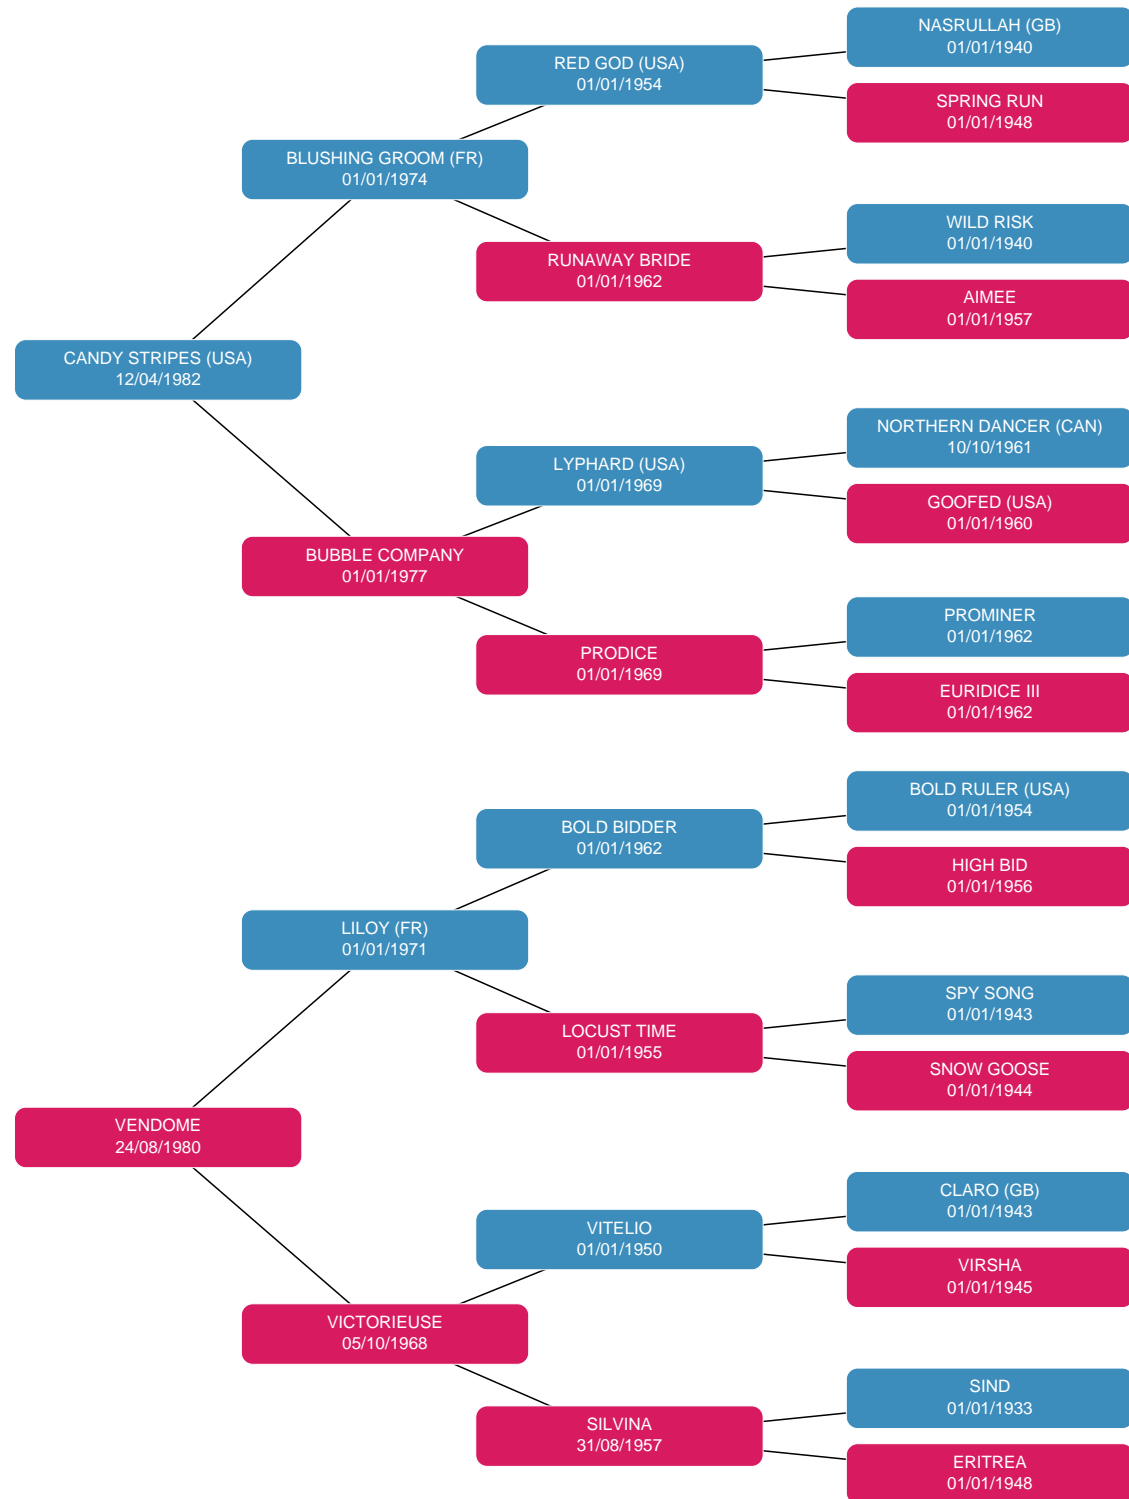 NASRULLAH (GB)
01/01/1940
RED GOD (USA)
01/01/1954
SPRING RUN
01/01/1948
BLUSHING GROOM (FR)
01/01/1974
WILD RISK
01/01/1940
RUNAWAY BRIDE
01/01/1962
AIMEE
01/01/1957
CANDY STRIPES (USA)
12/04/1982
NORTHERN DANCER (CAN)
10/10/1961
LYPHARD (USA)
01/01/1969
GOOFED (USA)
01/01/1960
BUBBLE COMPANY
01/01/1977
PROMINER
01/01/1962
PRODICE
01/01/1969
EURIDICE III
01/01/1962
BOLD RULER (USA)
01/01/1954
BOLD BIDDER
01/01/1962
HIGH BID
01/01/1956
LILOY (FR)
01/01/1971
SPY SONG
01/01/1943
LOCUST TIME
01/01/1955
SNOW GOOSE
01/01/1944
VENDOME
24/08/1980
CLARO (GB)
01/01/1943
VITELIO
01/01/1950
VIRSHA
01/01/1945
VICTORIEUSE
05/10/1968
SIND
01/01/1933
SILVINA
31/08/1957
ERITREA
01/01/1948